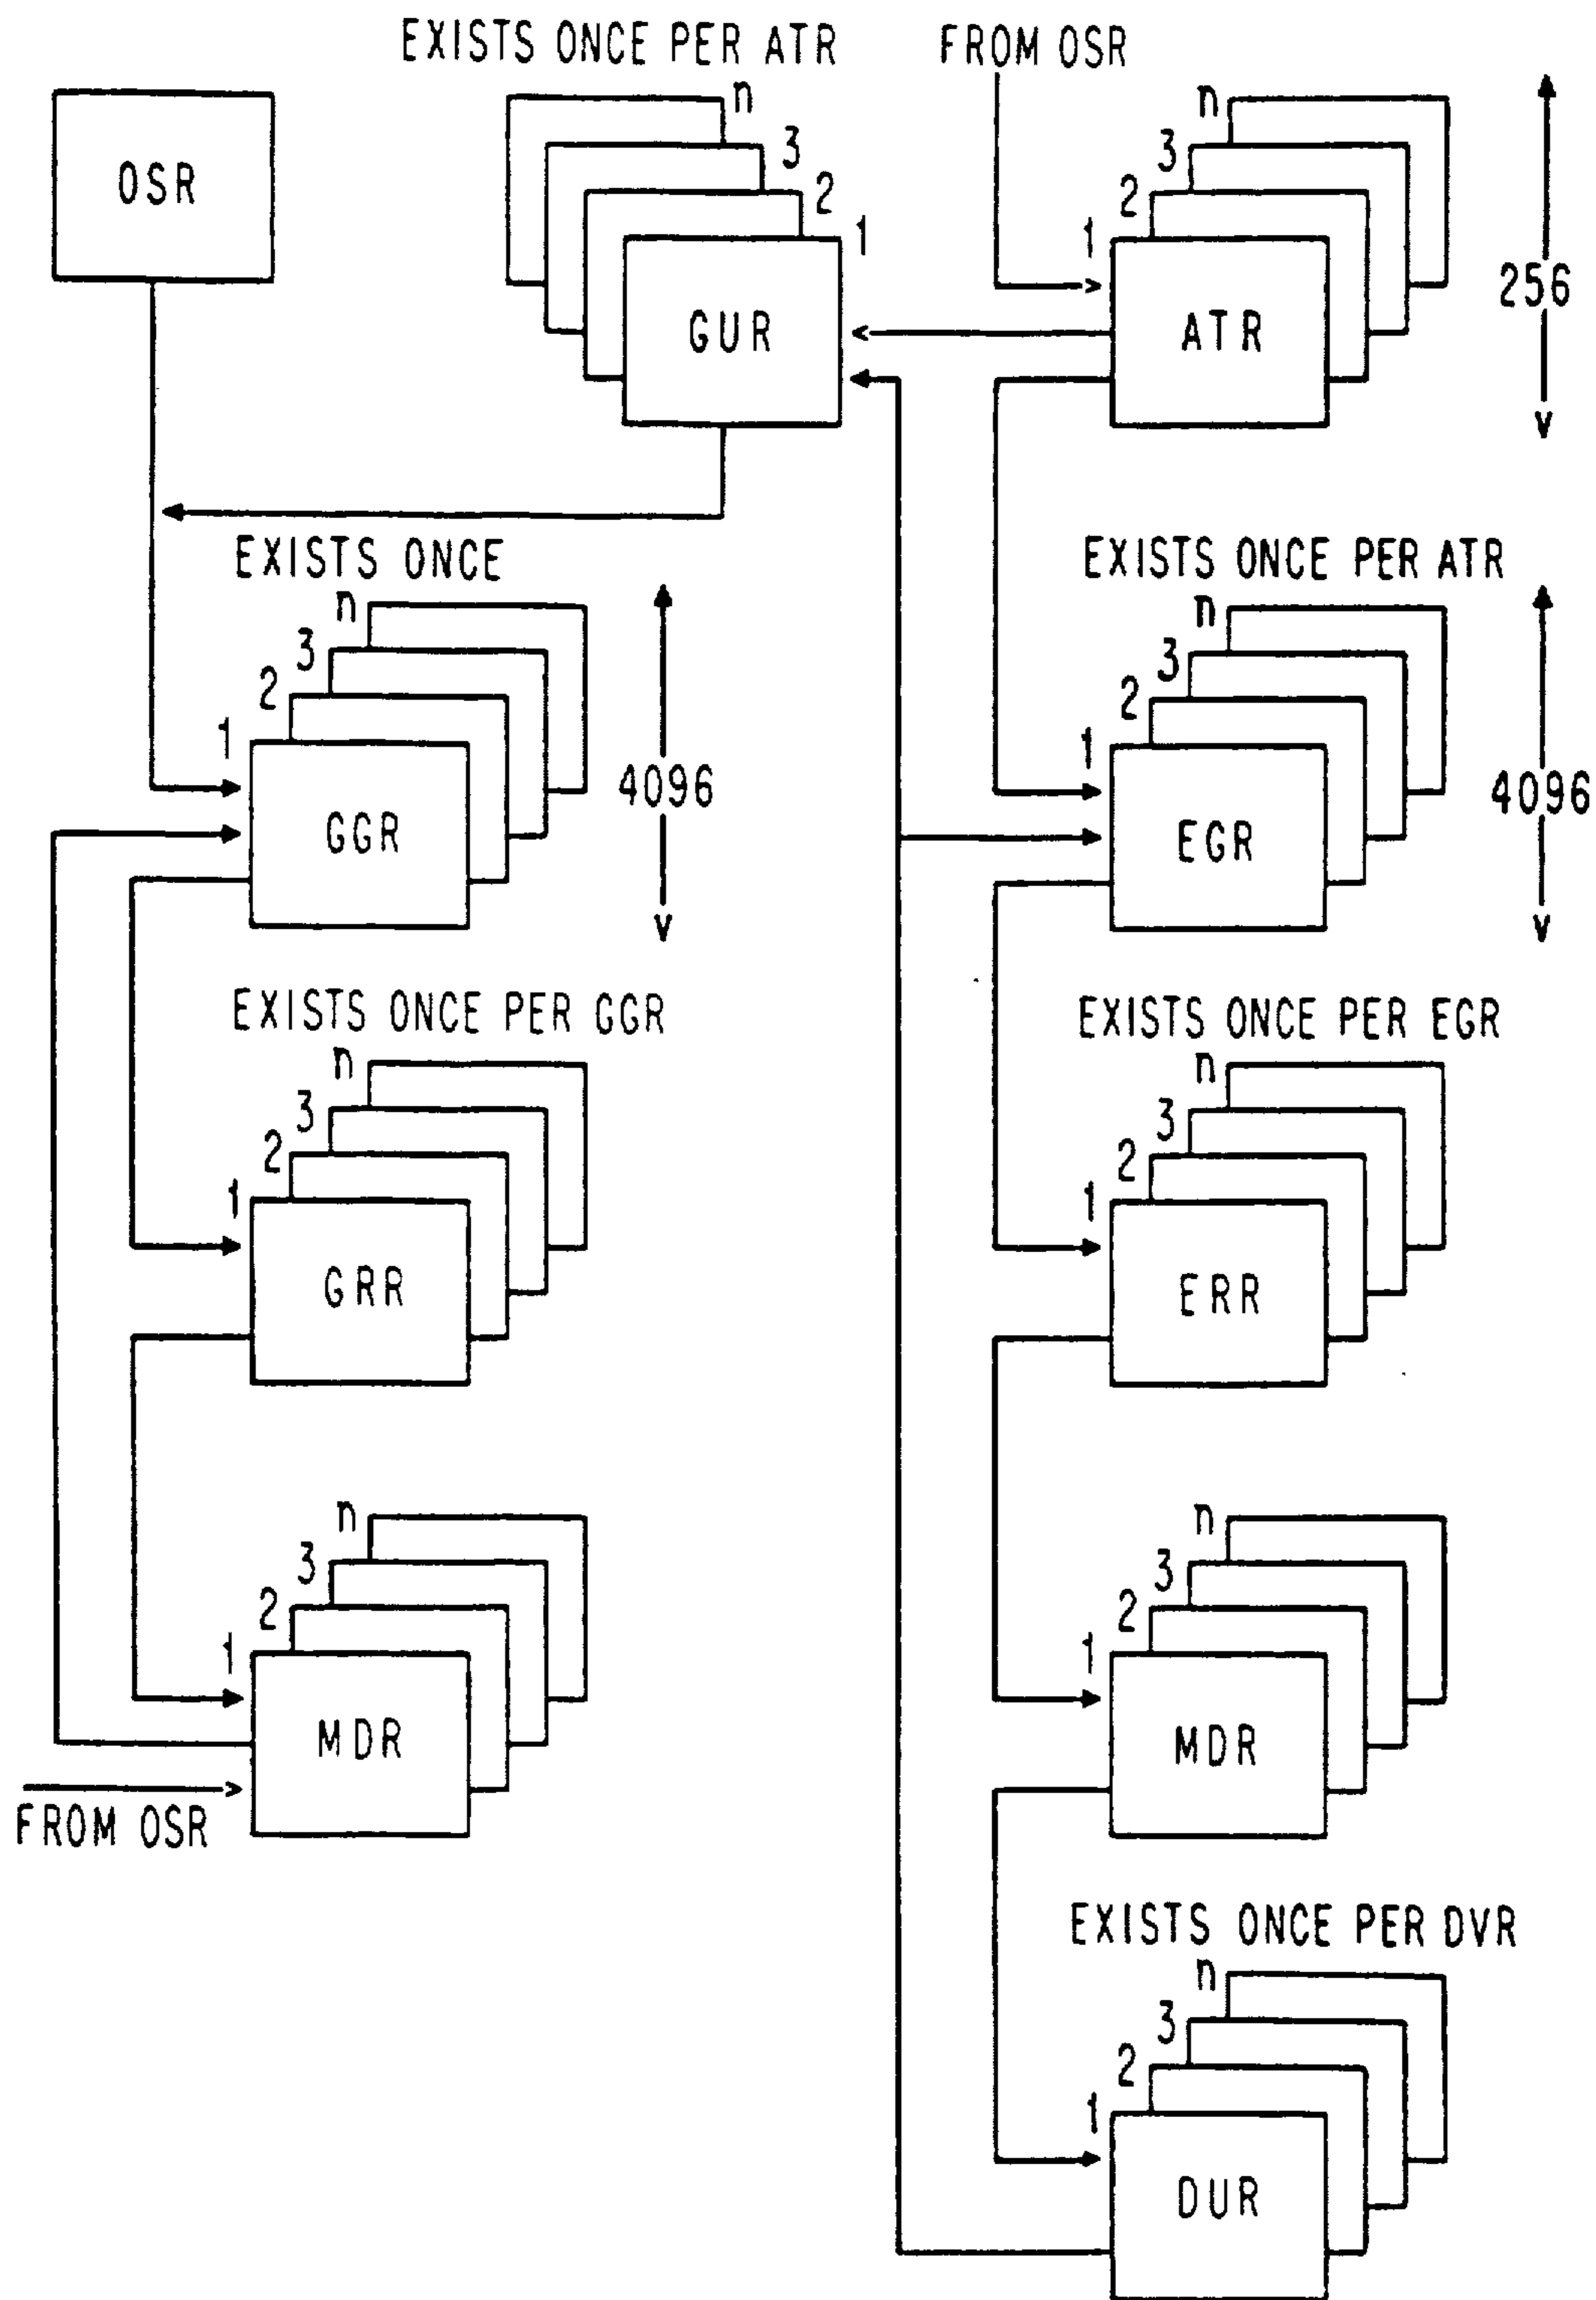 EXISTS ONCE PER ATR
FROM OSR
OSR
n
3
2
1
GUR
n
3
2
1
ATR
256
v
EXISTS ONCE
n
3
2
1
GGR
4096
v
EXISTS ONCE PER ATR
n
3
2
1
EGR
4096
v
EXISTS ONCE PER GGR
n
3
2
1
GRR
EXISTS ONCE PER EGR
n
3
2
1
ERR
n
3
2
1
MDR
FROM OSR
n
3
2
1
MDR
EXISTS ONCE PER DVR
n
3
2
1
DUR